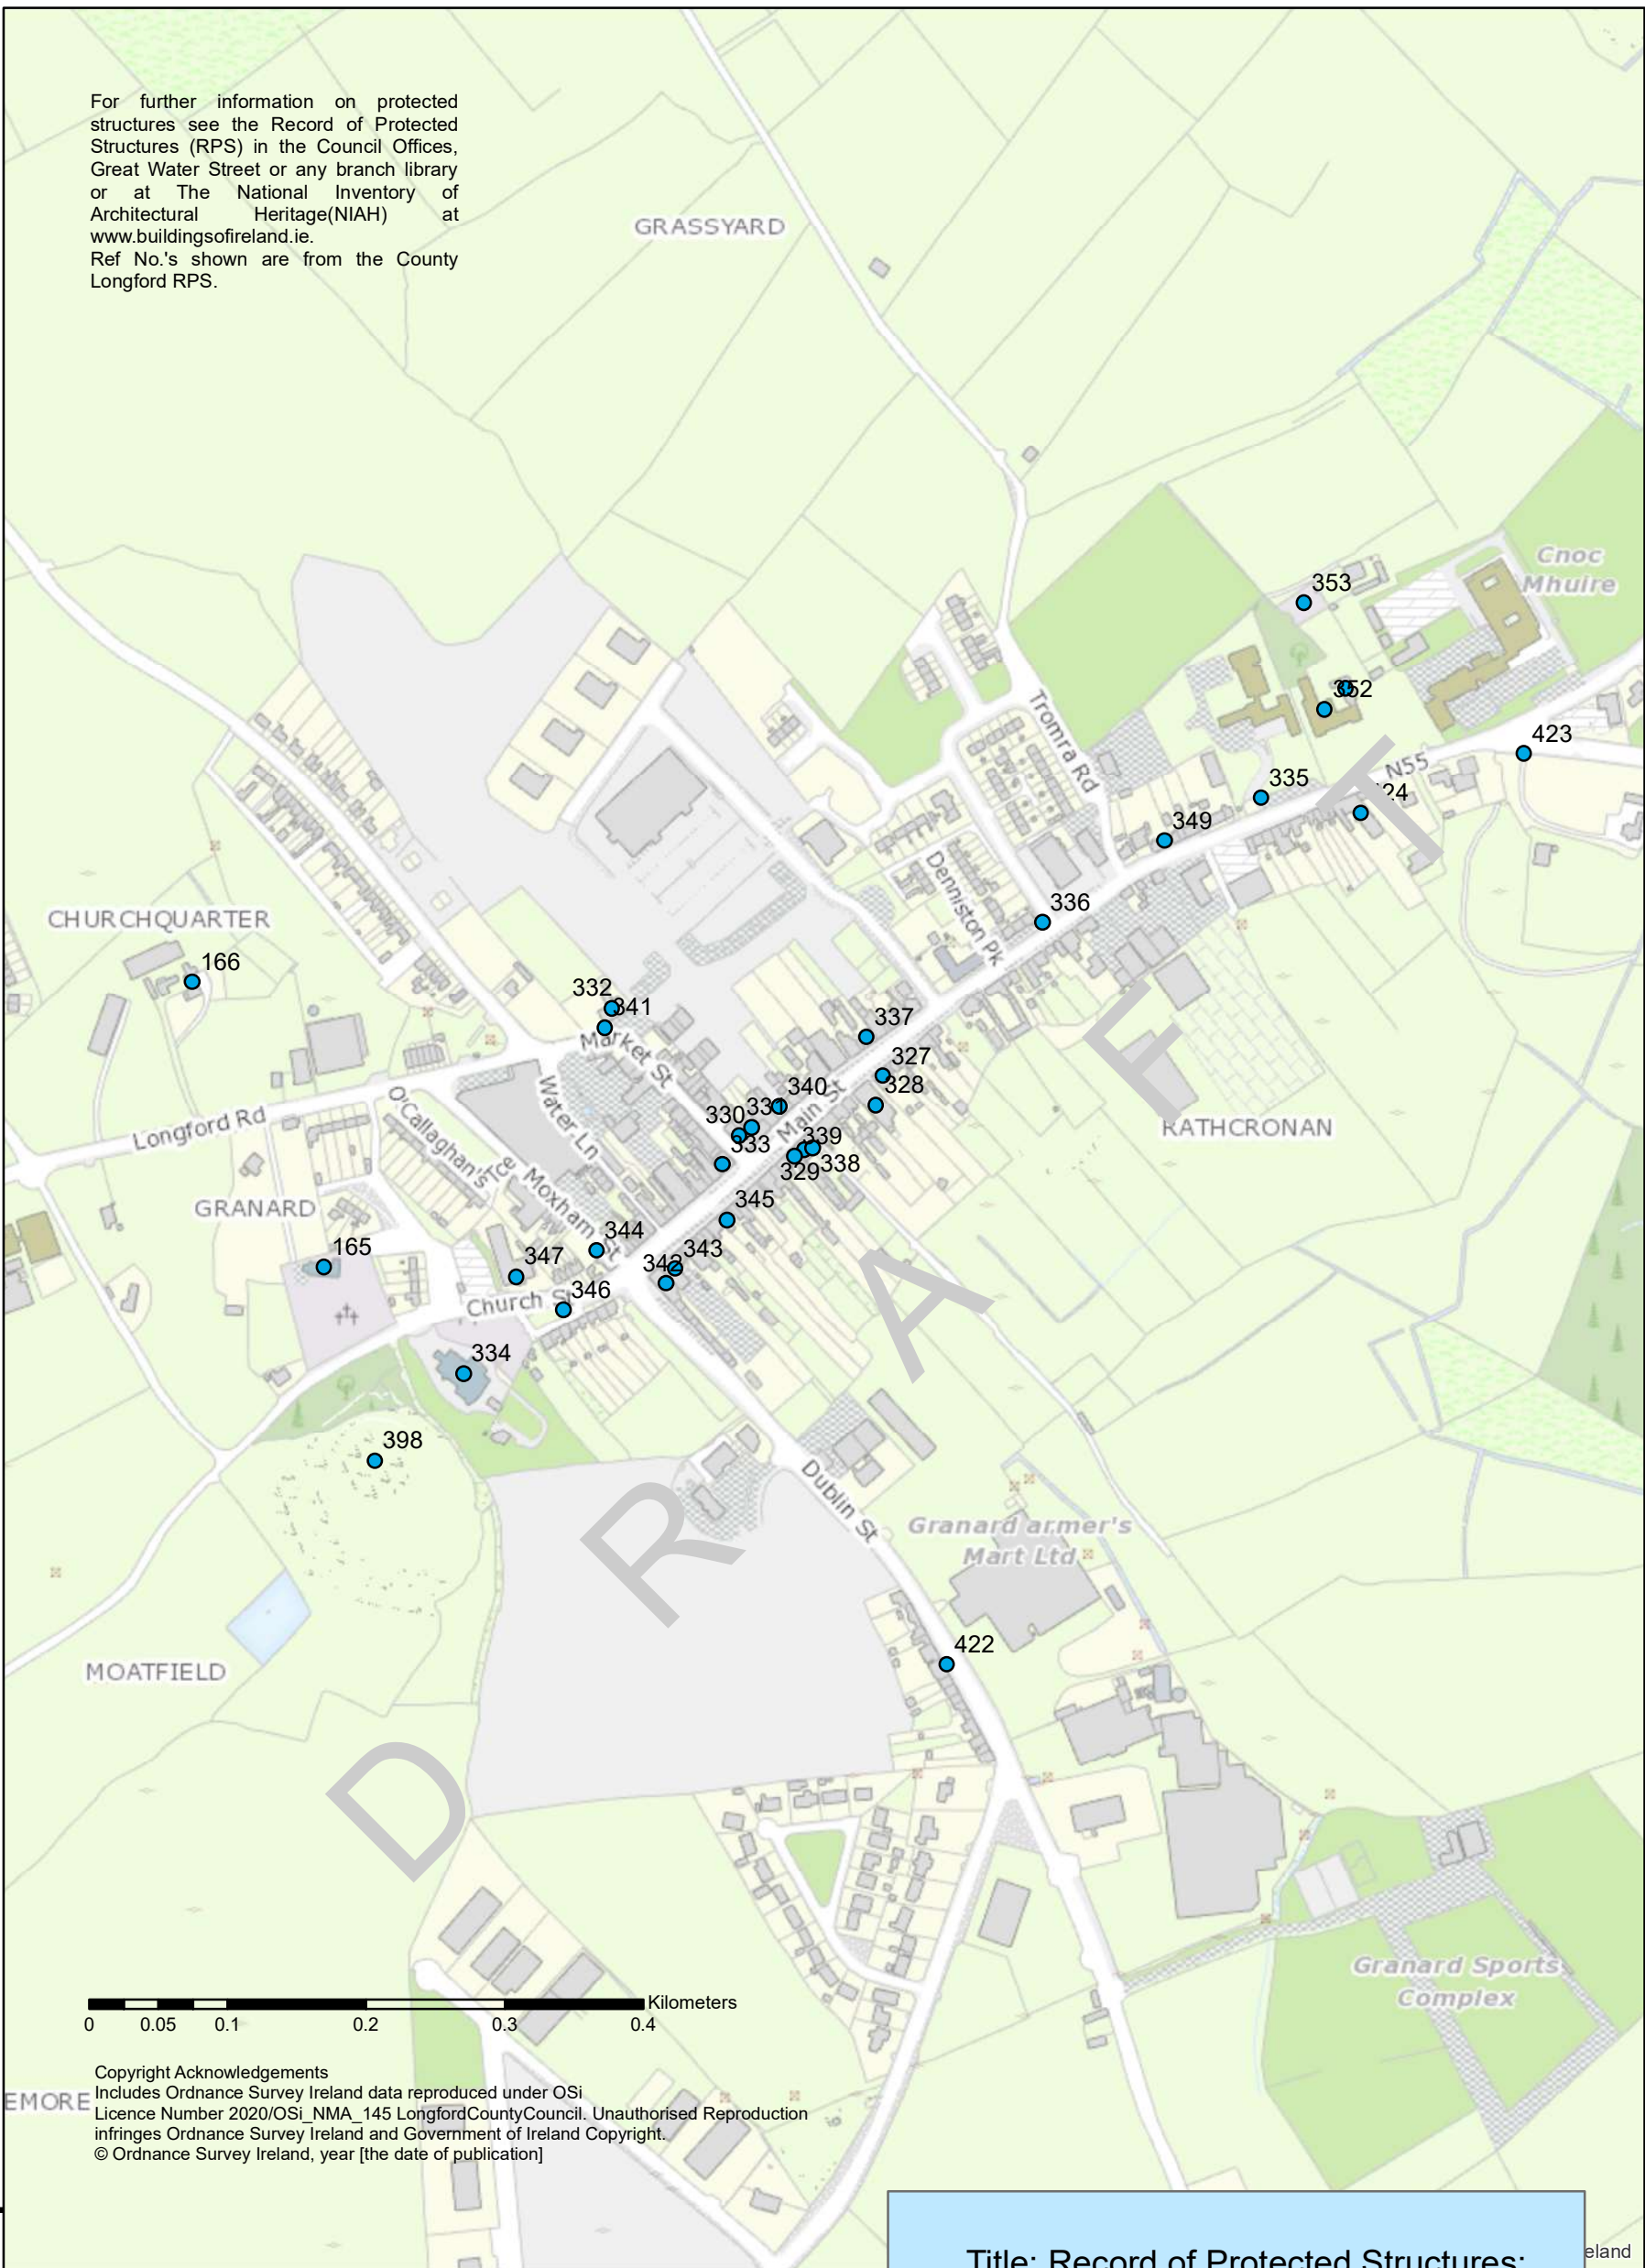 For further information on protected
structures see the Record of Protected
Structures (RPS) in the Council Offices,
Great Water Street or any branch library
or at The National Inventory of
Architectural Heritage(NIAH) at
www.buildingsofireland.ie.
Ref No.'s shown are from the County
Longford RPS.
GRASSYARD
Cnoc
Mhuire
353
352
423
N55
335
349
Tromra Rd
Denniston Pk
336
CHURCHQUARTER
166
332
341
Market St
337
327
328
340
330
331
Main St
333
339
338
329
RATHCRONAN
Water Ln
O'Callaghan's Tce
Longford Rd
Moxham St
GRANARD
345
344
343
342
165
347
346
Church St
334
398
Dublin St
Granard armer's
Mart Ltd
422
MOATFIELD
D R A F T
Granard Sports
Complex
Kilometers
0 0.05 0.1 0.2 0.3 0.4
Copyright Acknowledgements
Includes Ordnance Survey Ireland data reproduced under OSi
EMORE
Licence Number 2020/OSi_NMA_145 LongfordCountyCouncil. Unauthorised Reproduction
infringes Ordnance Survey Ireland and Government of Ireland Copyright.
© Ordnance Survey Ireland, year [the date of publication]
Title: Record of Protected Structures:
eland